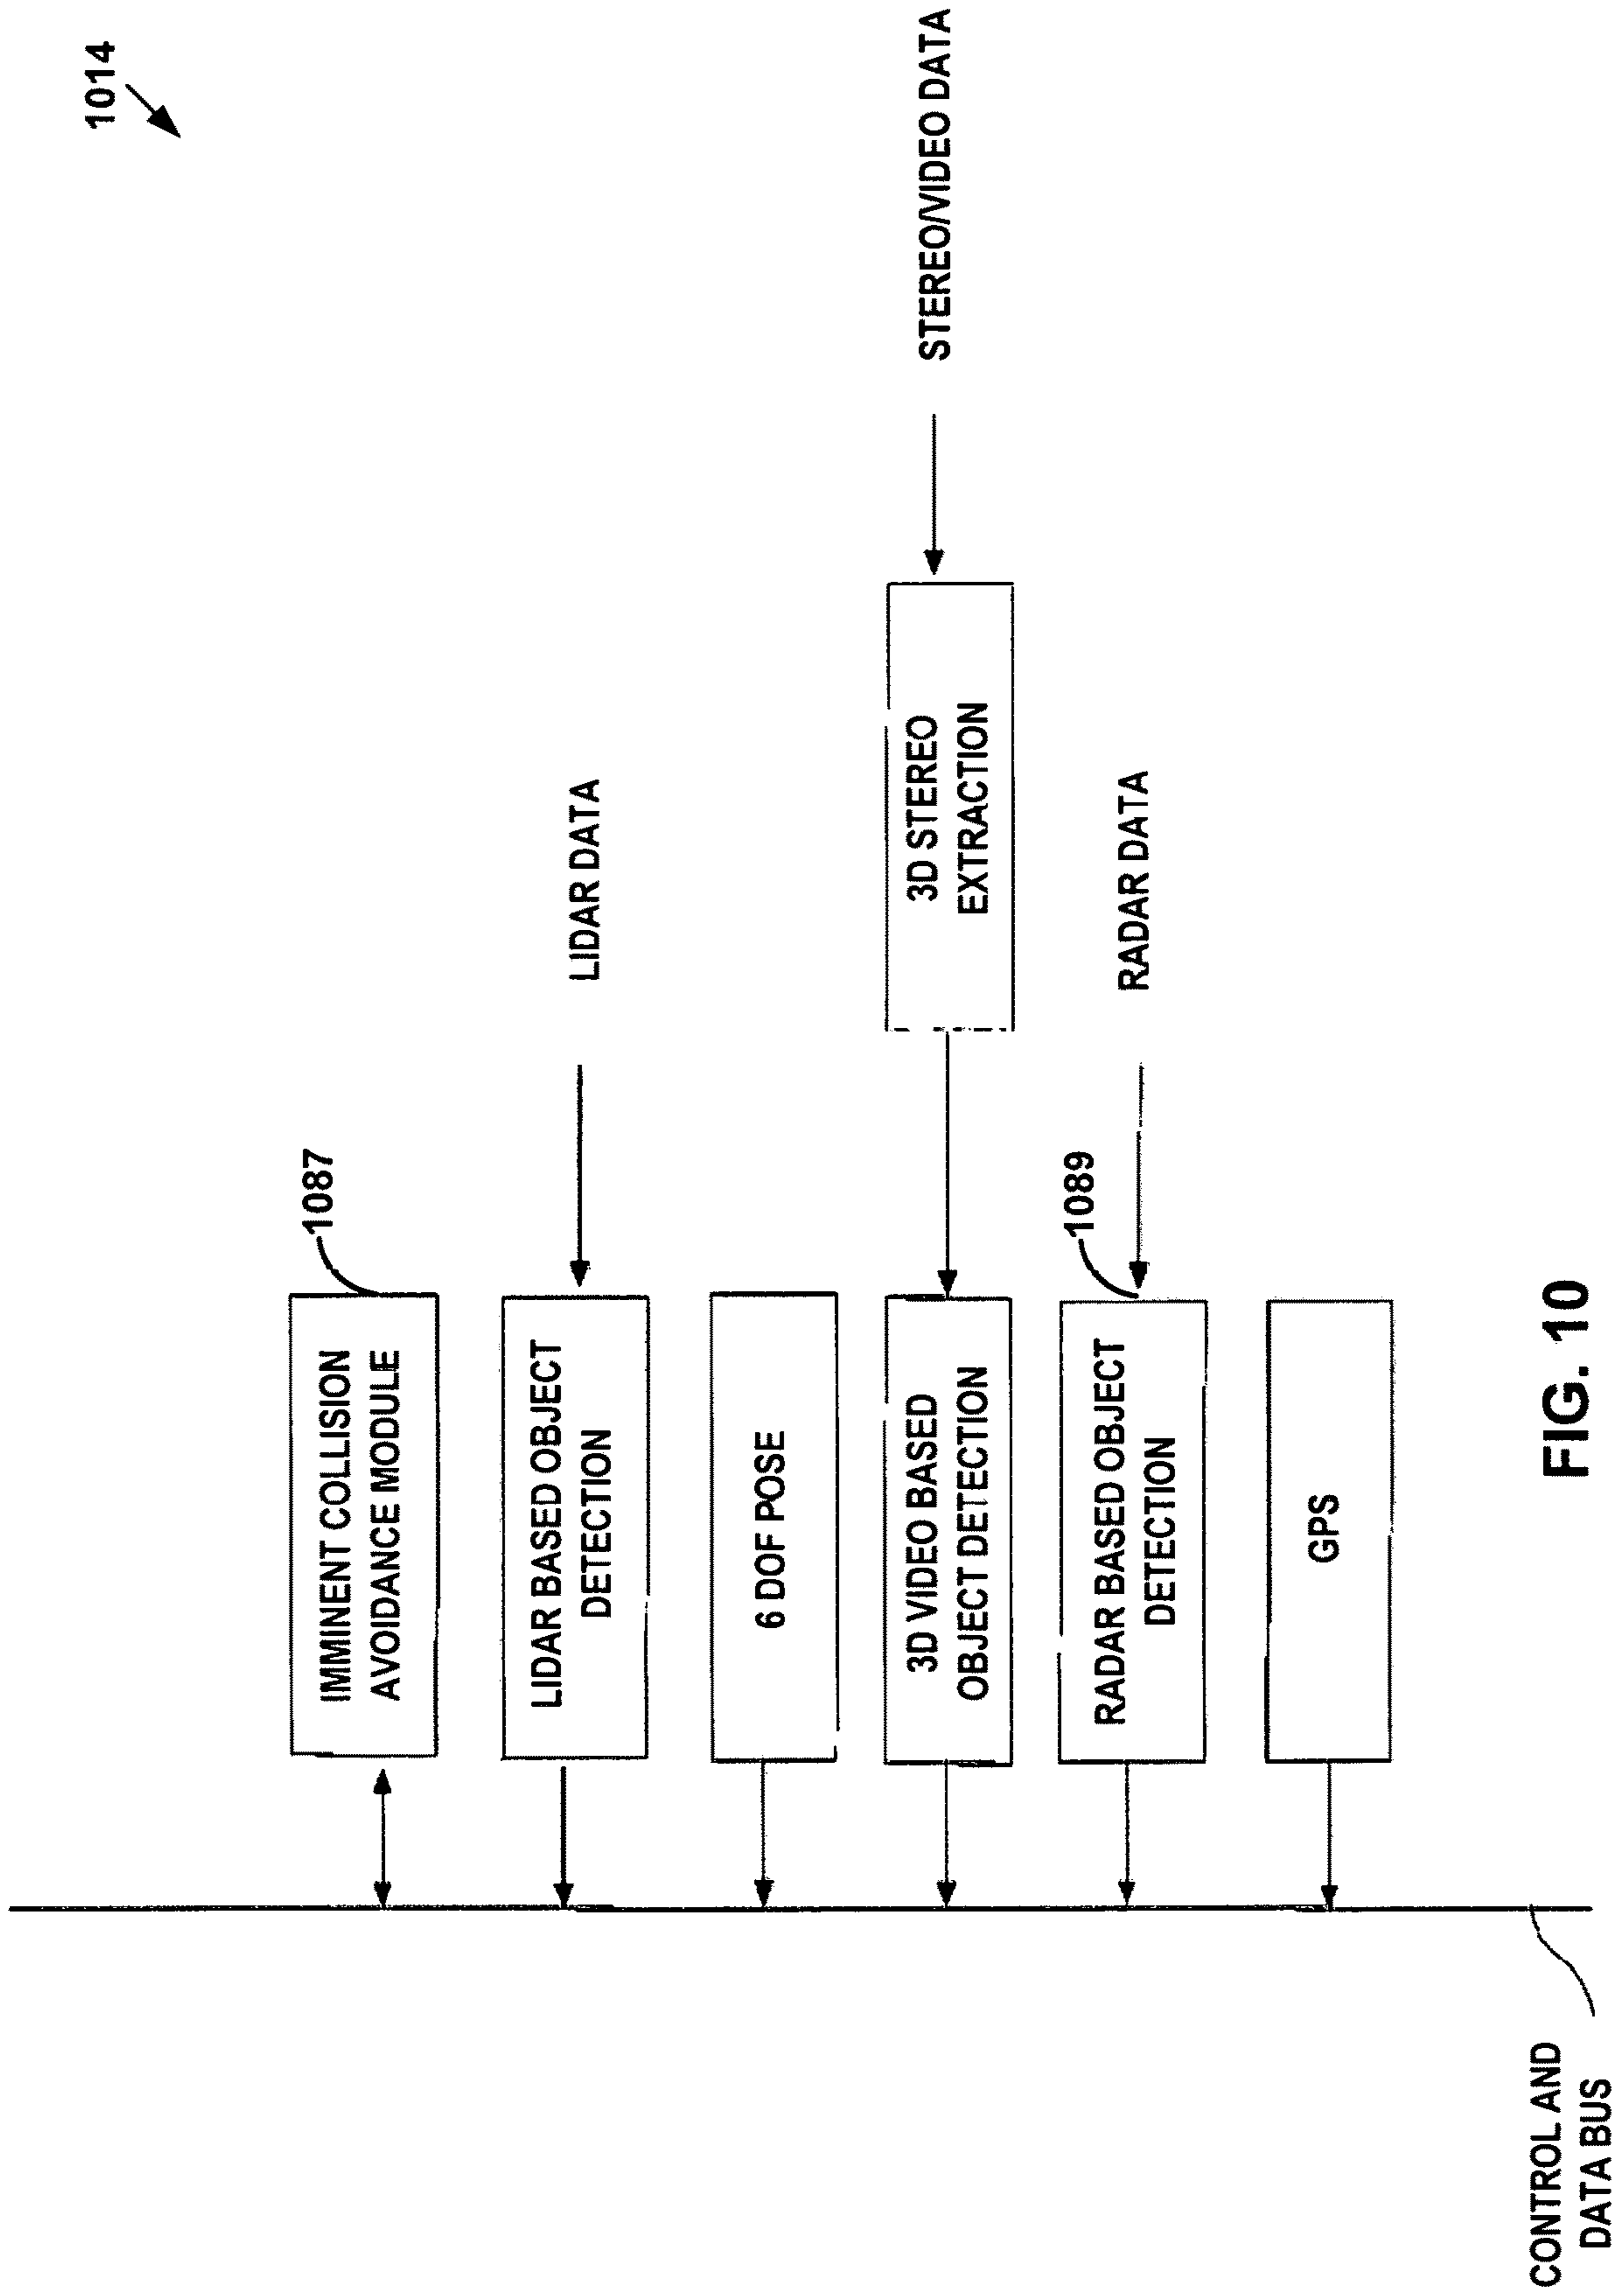 1014
IMMINENT COLLISION
AVOIDANCE MODULE
1087
LIDAR BASED OBJECT
DETECTION
LIDAR DATA
6 DOF POSE
3D VIDEO BASED
OBJECT DETECTION
3D STEREO
EXTRACTION
STEREO/VIDEO DATA
RADAR BASED OBJECT
DETECTION
1089
RADAR DATA
GPS
CONTROL AND
DATA BUS
FIG. 10